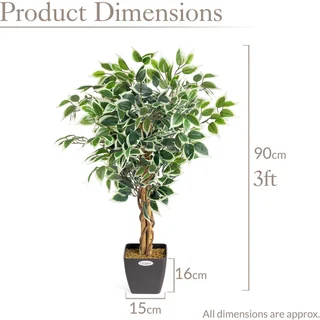 Product Dimensions
90cm
3ft
16cm
15cm
All dimensions are approx.